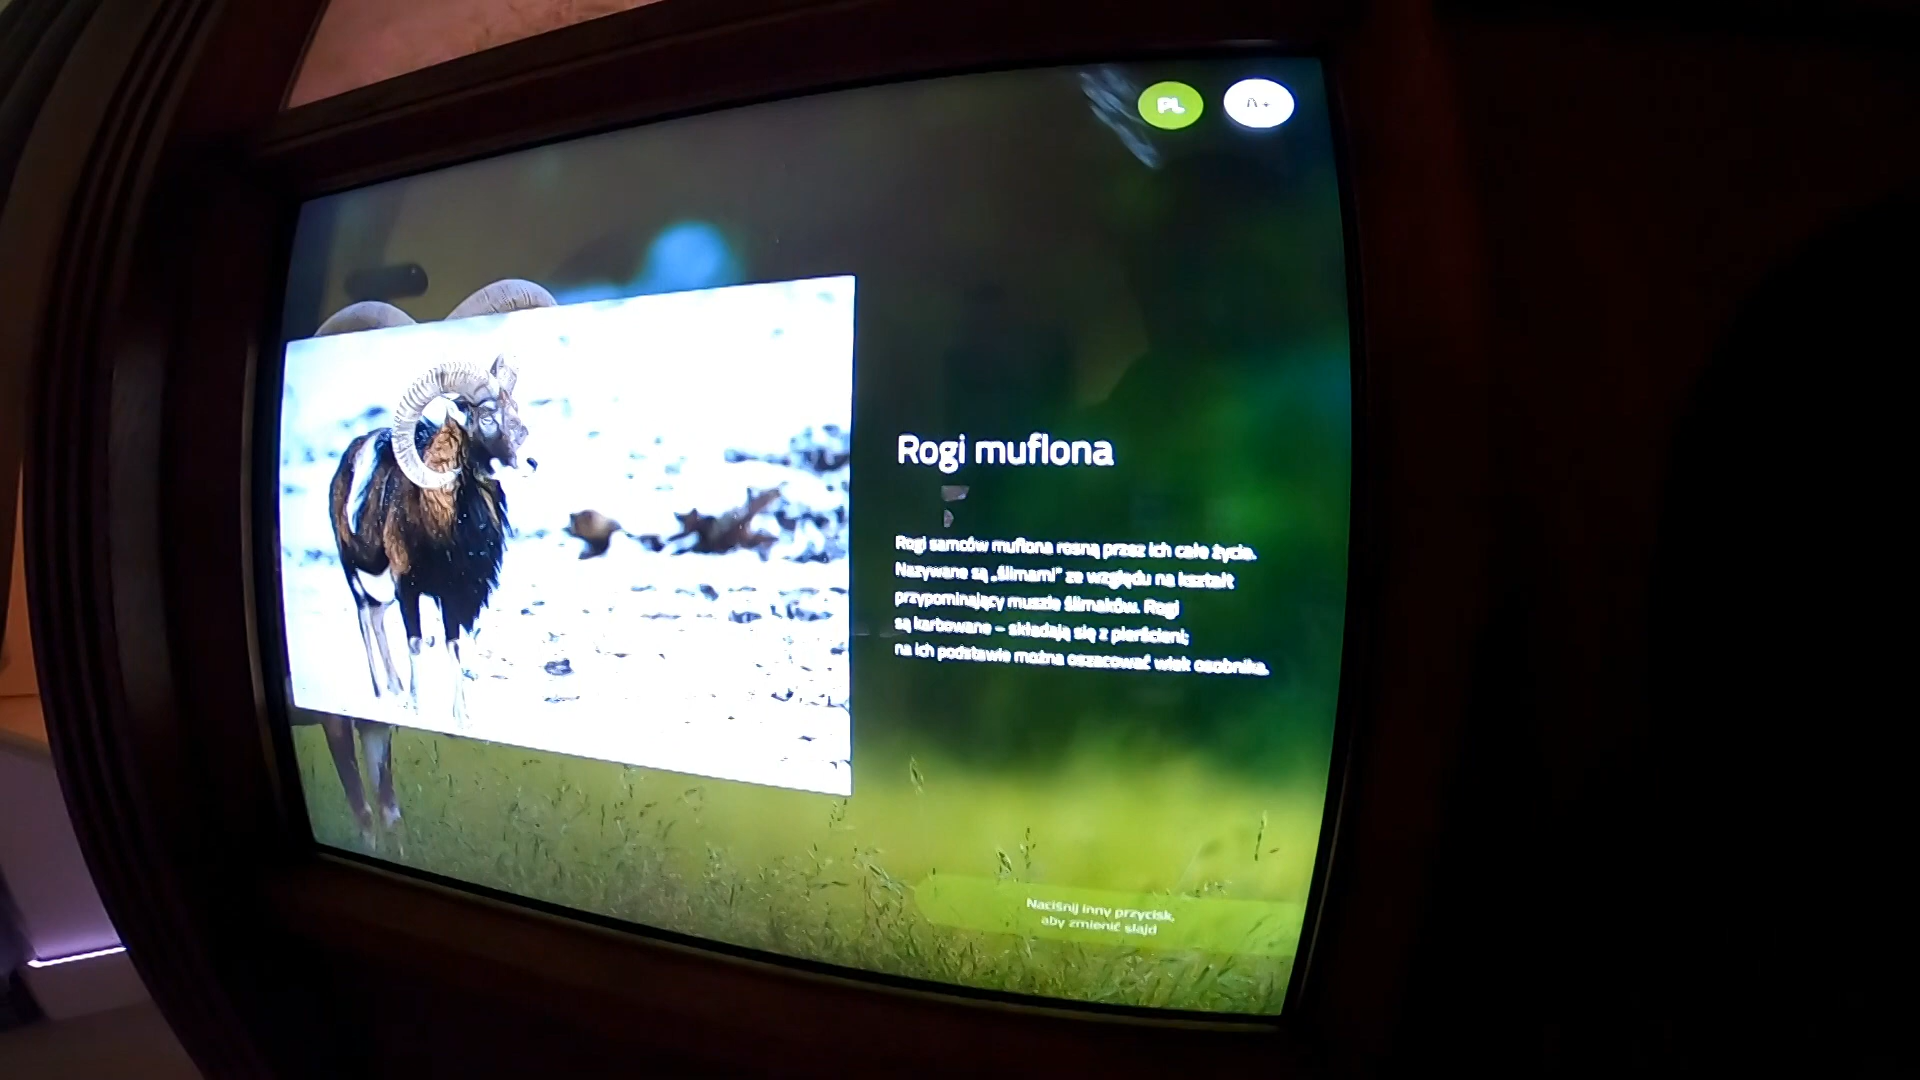 PL
A+
Rogi muflona
Rogi samców muflona rosną przez ich całe życie.
Nazywane są „ślimami” ze względu na kształt
przypominający muszle ślimaków. Rogi
są karbowane – składają się z pierścieni;
na ich podstawie można oszacować wiek osobnika.
Naciśnij inny przycisk,
aby zmienić slajd